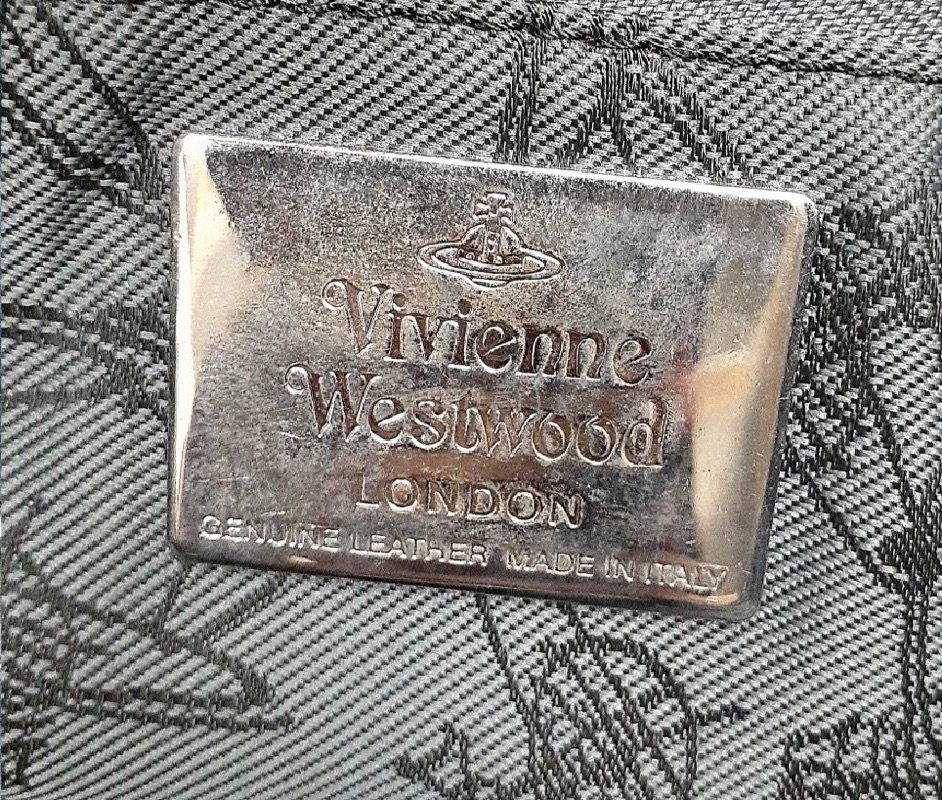 Vivienne
Westwood
LONDON
GENUINE LEATHER MADE IN ITALY